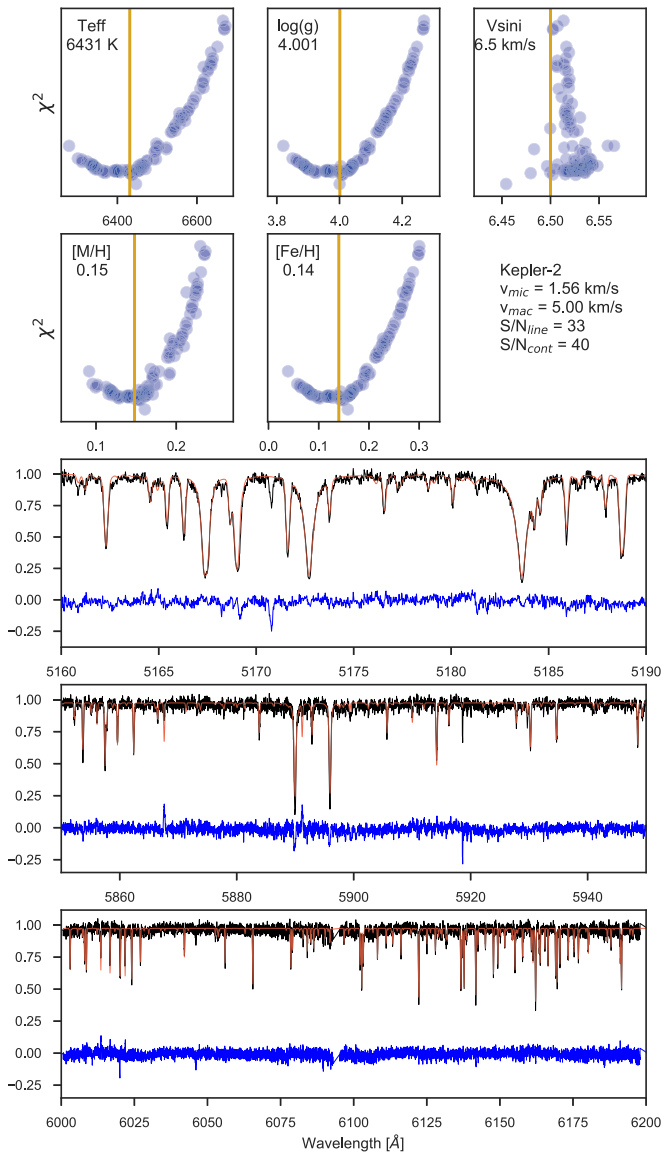 Teff
6431 K
log(g)
4.001
Vsini
6.5 km/s
χ²
6400 6600
3.8 4.0 4.2
6.45 6.50 6.55
[M/H]
0.15
[Fe/H]
0.14
Kepler-2
v_mic = 1.56 km/s
v_mac = 5.00 km/s
S/N_line = 33
S/N_cont = 40
χ²
0.1 0.2
0.0 0.1 0.2 0.3
1.00
0.75
0.50
0.25
0.00
−0.25
5160 5165 5170 5175 5180 5185 5190
1.00
0.75
0.50
0.25
0.00
−0.25
5860 5880 5900 5920 5940
1.00
0.75
0.50
0.25
0.00
−0.25
6000 6025 6050 6075 6100 6125 6150 6175 6200
Wavelength [Å]